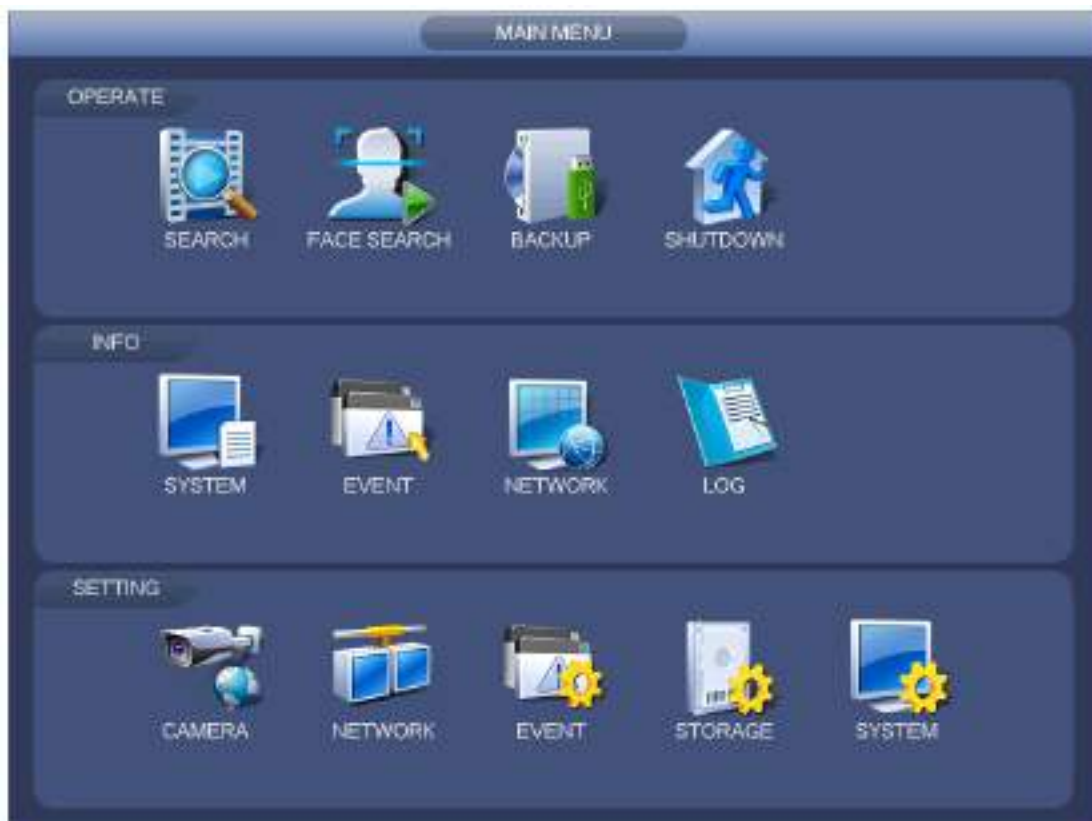 MAIN MENU
OPERATE
SEARCH FACE SEARCH BACKUP SHUTDOWN
INFO
SYSTEM EVENT NETWORK LOG
SETTING
CAMERA NETWORK EVENT STORAGE SYSTEM